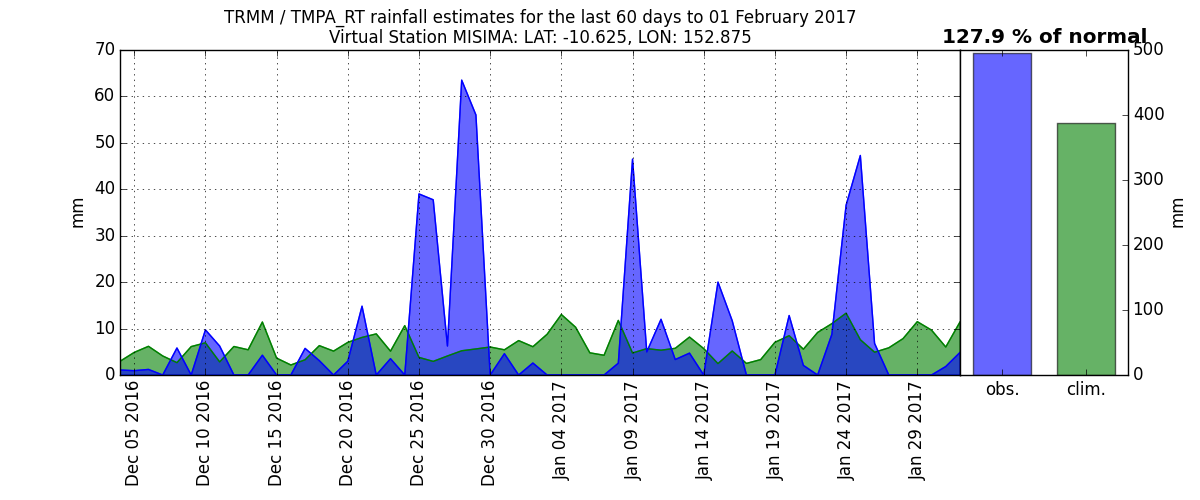 TRMM / TMPA_RT rainfall estimates for the last 60 days to 01 February 2017
Virtual Station MISIMA: LAT: -10.625, LON: 152.875
127.9 % of normal
70
60
50
40
30
20
10
0
mm
500
400
300
200
100
0
mm
Dec 05 2016
Dec 10 2016
Dec 15 2016
Dec 20 2016
Dec 25 2016
Dec 30 2016
Jan 04 2017
Jan 09 2017
Jan 14 2017
Jan 19 2017
Jan 24 2017
Jan 29 2017
obs.
clim.